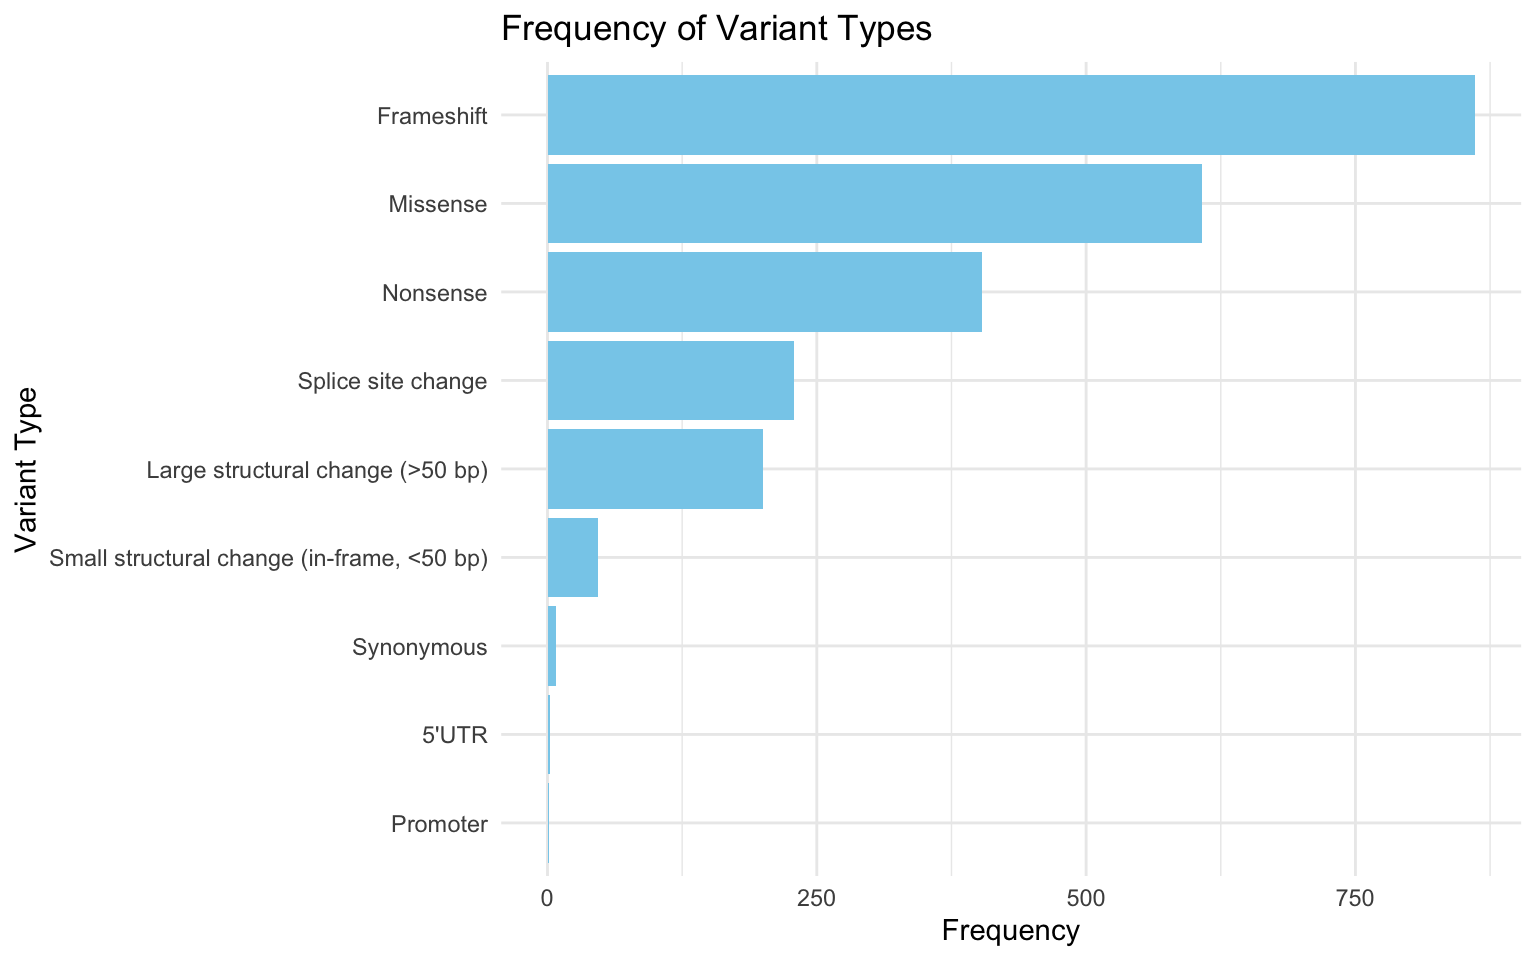 Frequency of Variant Types
Variant Type
Frameshift
Missense
Nonsense
Splice site change
Large structural change (>50 bp)
Small structural change (in-frame, <50 bp)
Synonymous
5'UTR
Promoter
0 250 500 750
Frequency